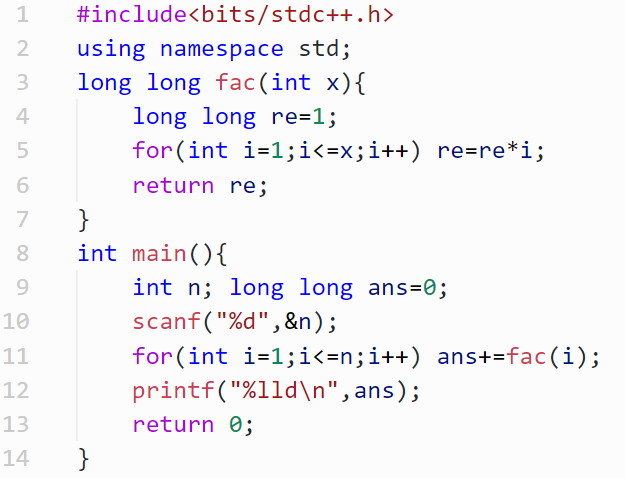 1 #include<bits/stdc++.h>
2 using namespace std;
3 long long fac(int x){
4 long long re=1;
5 for(int i=1;i<=x;i++) re=re*i;
6 return re;
7 }
8 int main(){
9 int n; long long ans=0;
10 scanf("%d",&n);
11 for(int i=1;i<=n;i++) ans+=fac(i);
12 printf("%lld\n",ans);
13 return 0;
14 }